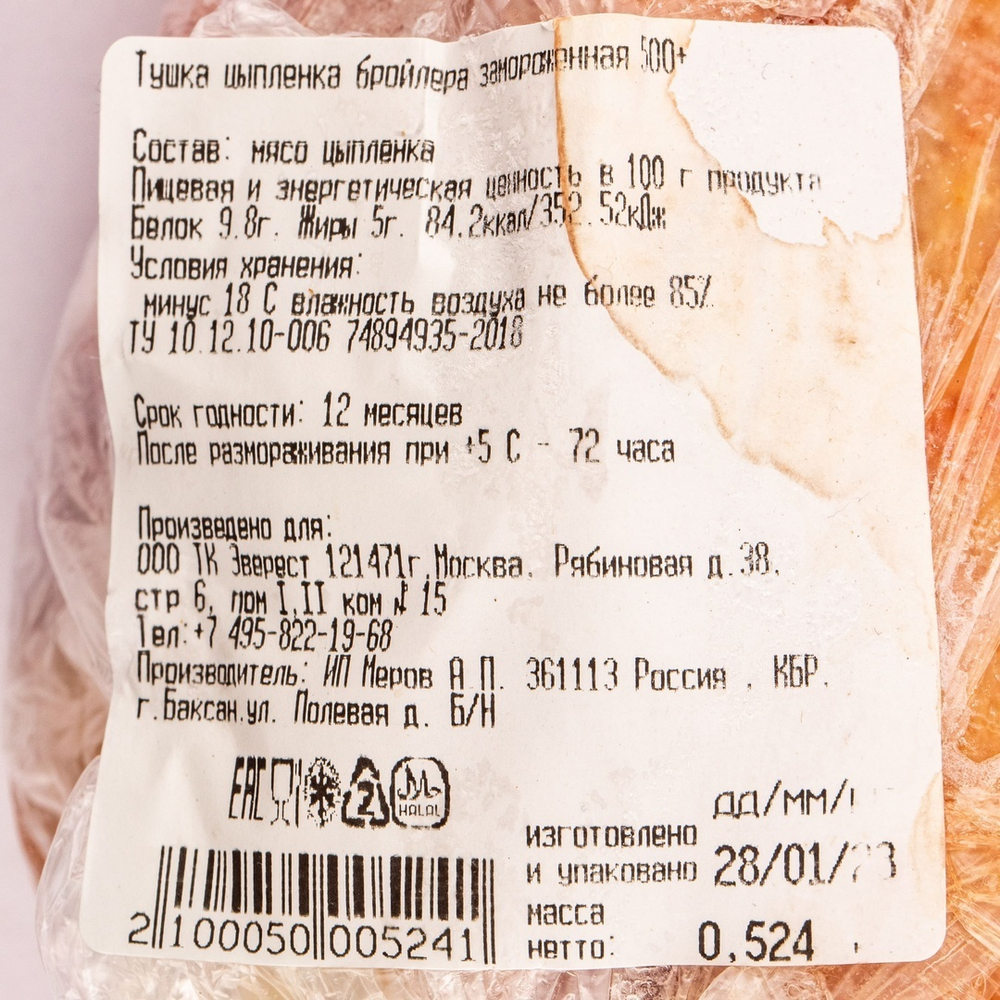 Тушка цыпленка бройлера замороженная 500+
Состав: мясо цыпленка
Пищевая и энергетическая ценность в 100 г продукта
Белок 9.8г. Жиры 5г. 84.2ккал/352.52кДж
Условия хранения:
минус 18 С влажность воздуха не более 85%
ТУ 10.12.10-006 74894935-2018
Срок годности: 12 месяцев
После размораживания при +5 С - 72 часа
Произведено для:
ООО ТК Эверест 121471г.Москва. Рябиновая д.38.
стр 6, пом I,II ком № 15
Тел:+7 495-822-19-68
Производитель: ИП Меров А.П. 361113 Россия , КБР.
г.Баксан.ул. Полевая д. Б/Н
EAC
2
HALAL
дд/мм/
изготовлено
и упаковано 28/01/
масса
нетто: 0,524
2 100050 005241